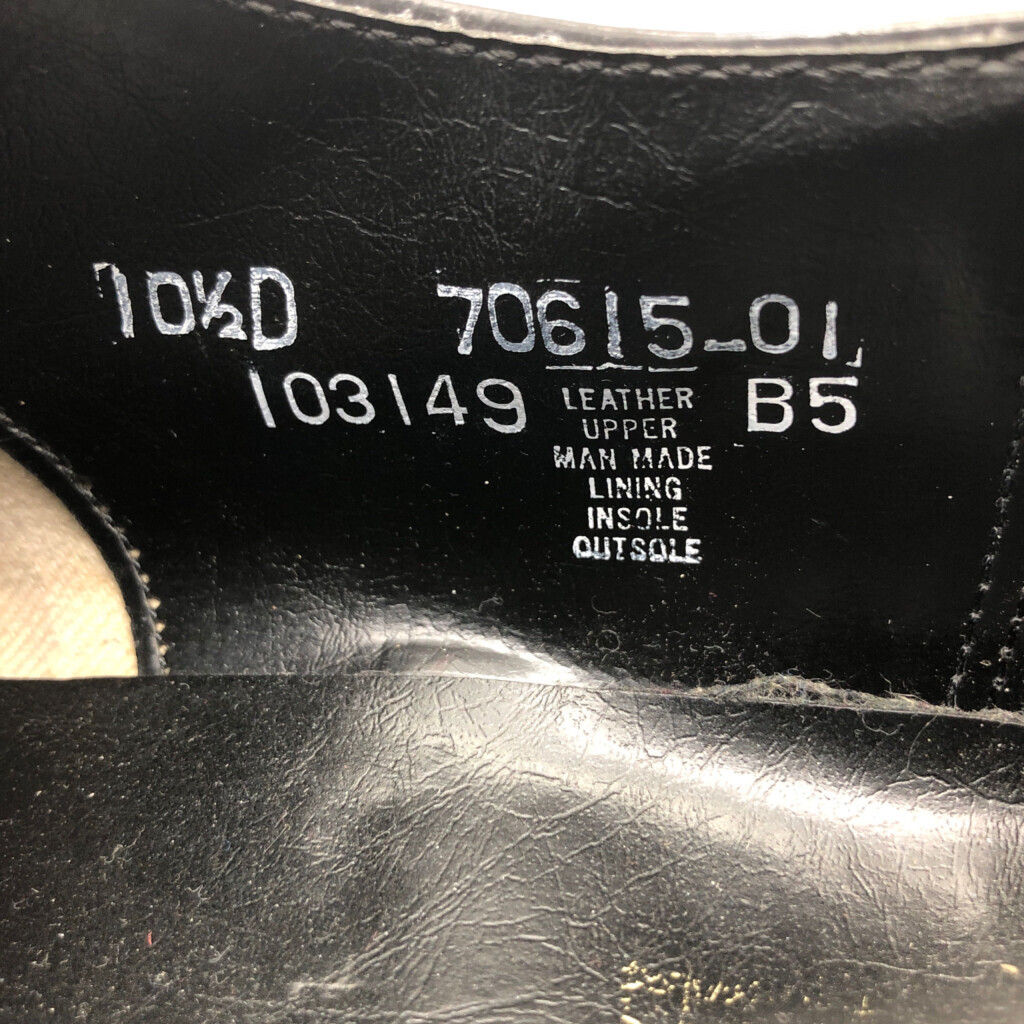 10½D 70615-01
103149 B5
LEATHER
UPPER
MAN MADE
LINING
INSOLE
OUTSOLE